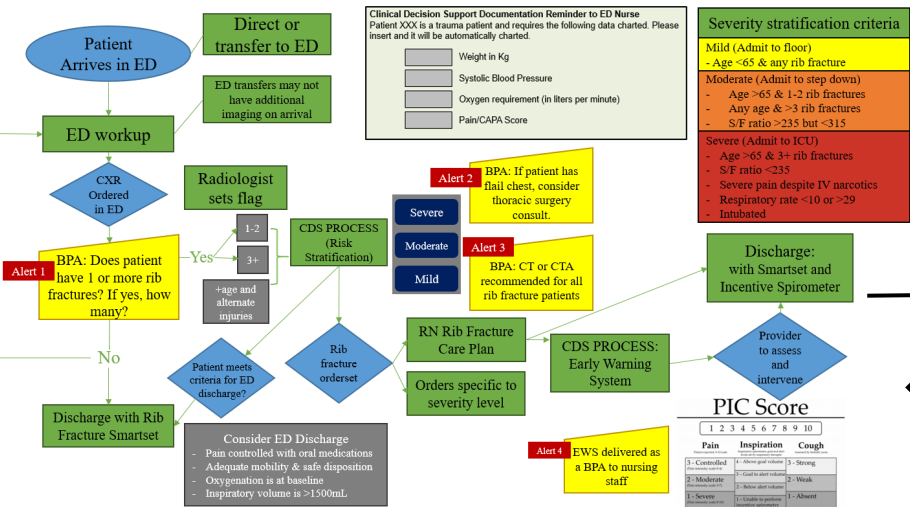 Patient
Arrives in ED
Direct or
transfer to ED
ED transfers may not
have additional
imaging on arrival
ED workup
CXR
Ordered
in ED
Radiologist
sets flag
Alert 1
BPA: Does patient
have 1 or more rib
fractures? If yes, how
many?
Yes
1-2
3+
+age and
alternate
injuries
No
Discharge with Rib
Fracture Smartset
CDS PROCESS
(Risk
Stratification)
Patient meets
criteria for ED
discharge?
Rib
fracture
orderset
Consider ED Discharge
- Pain controlled with oral medications
- Adequate mobility & safe disposition
- Oxygenation is at baseline
- Inspiratory volume is >1500mL
Clinical Decision Support Documentation Reminder to ED Nurse
Patient XXX is a trauma patient and requires the following data charted. Please
insert and it will be automatically charted.
Weight in Kg
Systolic Blood Pressure
Oxygen requirement (in liters per minute)
Pain/CAPA Score
Severe
Moderate
Mild
Alert 2
BPA: If patient has
flail chest, consider
thoracic surgery
consult.
Alert 3
BPA: CT or CTA
recommended for all
rib fracture patients
RN Rib Fracture
Care Plan
Orders specific to
severity level
CDS PROCESS:
Early Warning
System
Alert 4
EWS delivered as
a BPA to nursing
staff
Severity stratification criteria
Mild (Admit to floor)
- Age <65 & any rib fracture
Moderate (Admit to step down)
- Age >65 & 1-2 rib fractures
- Any age & >3 rib fractures
- S/F ratio >235 but <315
Severe (Admit to ICU)
- Age >65 & 3+ rib fractures
- S/F ratio <235
- Severe pain despite IV narcotics
- Respiratory rate <10 or >29
- Intubated
Discharge:
with Smartset and
Incentive Spirometer
Provider
to assess
and
intervene
PIC Score
1 2 3 4 5 6 7 8 9 10
Pain Inspiration Cough
3 - Controlled
4 - Above goal volume
3 - Strong
3 - Goal to alert volume
2 - Moderate
2 - Below alert volume
2 - Weak
1 - Severe
1 - Unable to perform
incentive spirometer
1 - Absent